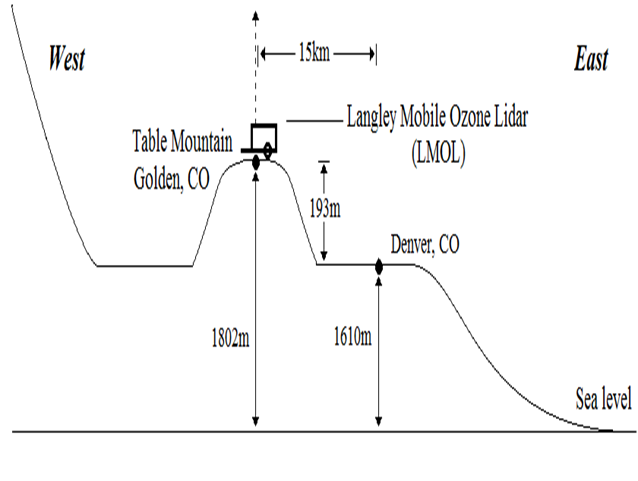 West
15km
East
Langley Mobile Ozone Lidar
(LMOL)
Table Mountain
Golden, CO
193m
Denver, CO
1802m
1610m
Sea level